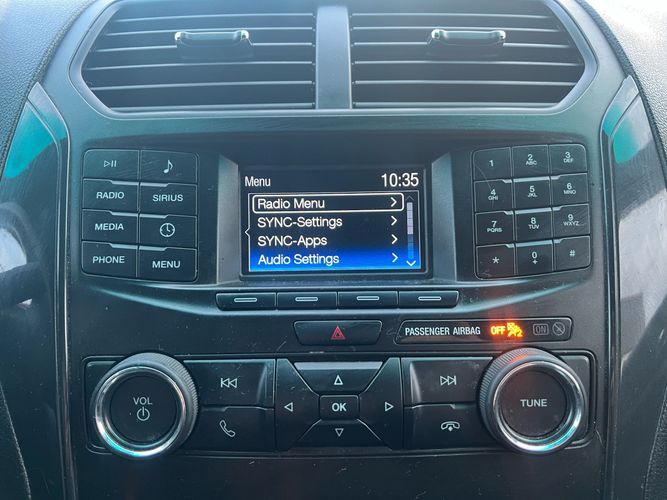 Menu 10:35
Radio Menu
SYNC-Settings
SYNC-Apps
Audio Settings
RADIO SIRIUS
MEDIA
PHONE MENU
1 2 ABC 3 DEF
4 GHI 5 JKL 6 MNO
7 PQRS 8 TUV 9 WXYZ
* 0 + #
PASSENGER AIRBAG OFF 2 ON
VOL
OK
TUNE